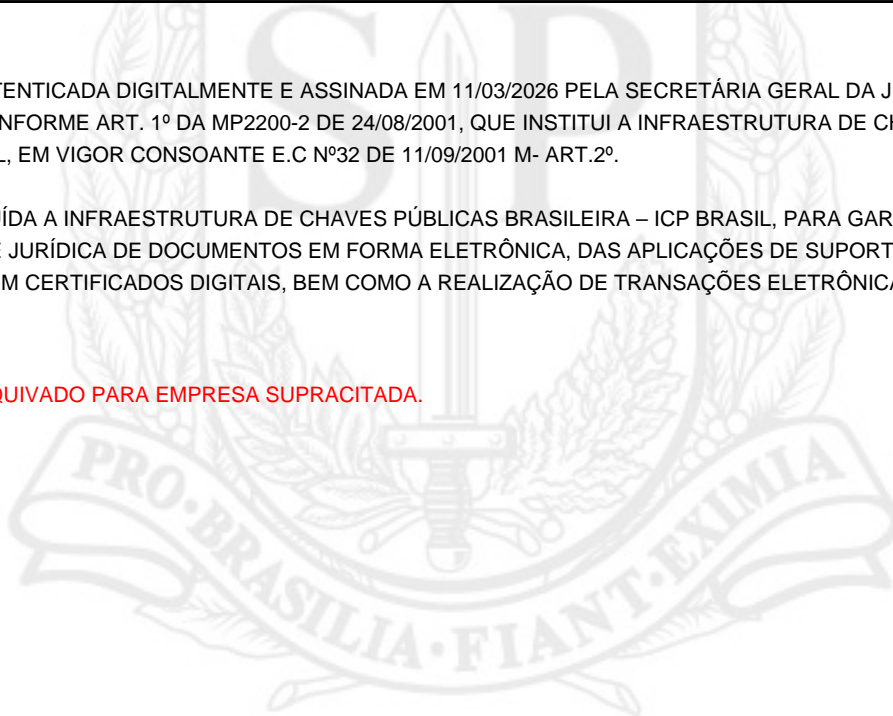 SP
TENTICADA DIGITALMENTE E ASSINADA EM 11/03/2026 PELA SECRETÁRIA GERAL DA J
NFORME ART. 1º DA MP2200-2 DE 24/08/2001, QUE INSTITUI A INFRAESTRUTURA DE CH
L, EM VIGOR CONSOANTE E.C Nº32 DE 11/09/2001 M- ART.2º.
UÍDA A INFRAESTRUTURA DE CHAVES PÚBLICAS BRASILEIRA – ICP BRASIL, PARA GAR
E JURÍDICA DE DOCUMENTOS EM FORMA ELETRÔNICA, DAS APLICAÇÕES DE SUPORT
M CERTIFICADOS DIGITAIS, BEM COMO A REALIZAÇÃO DE TRANSAÇÕES ELETRÔNICA
QUIVADO PARA EMPRESA SUPRACITADA.
PRO·BRASILIA·FIANT·EXIMIA